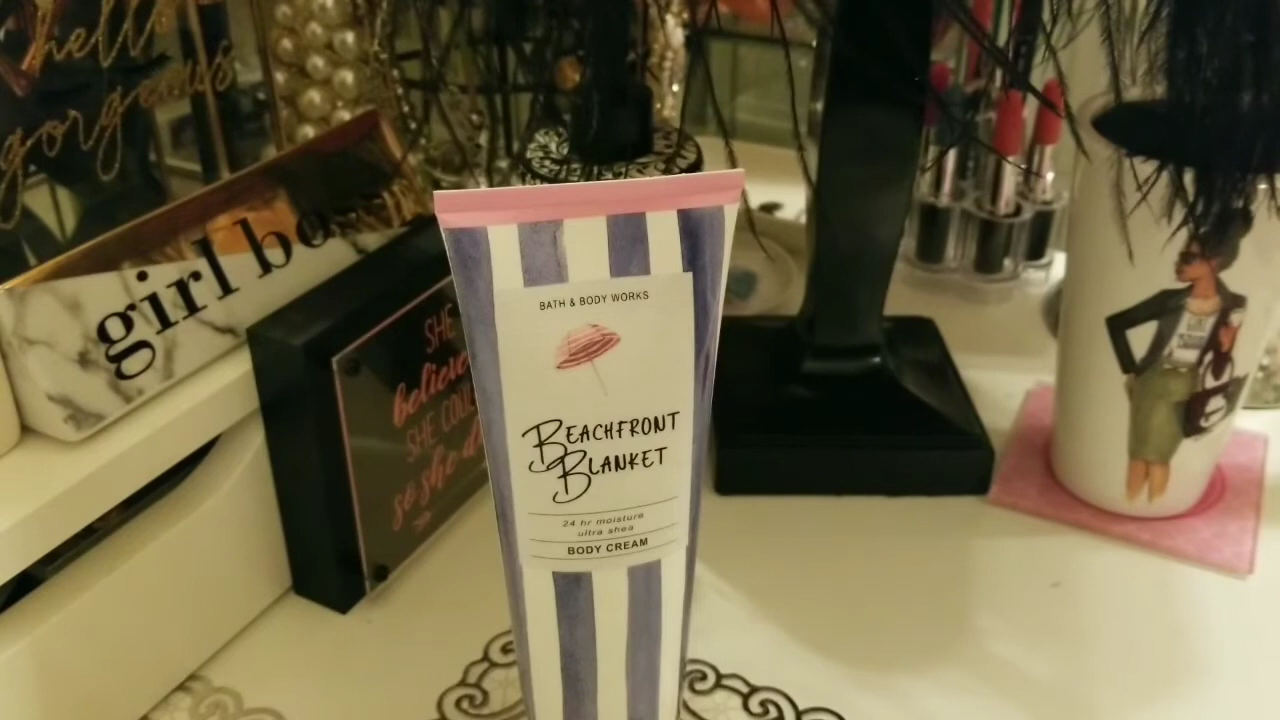 hello
gorgeous
girl bo
SHE
believe
SHE COUL
so she d
BATH & BODY WORKS
BEACHFRONT
BLANKET
24 hr moisture
ultra shea
BODY CREAM